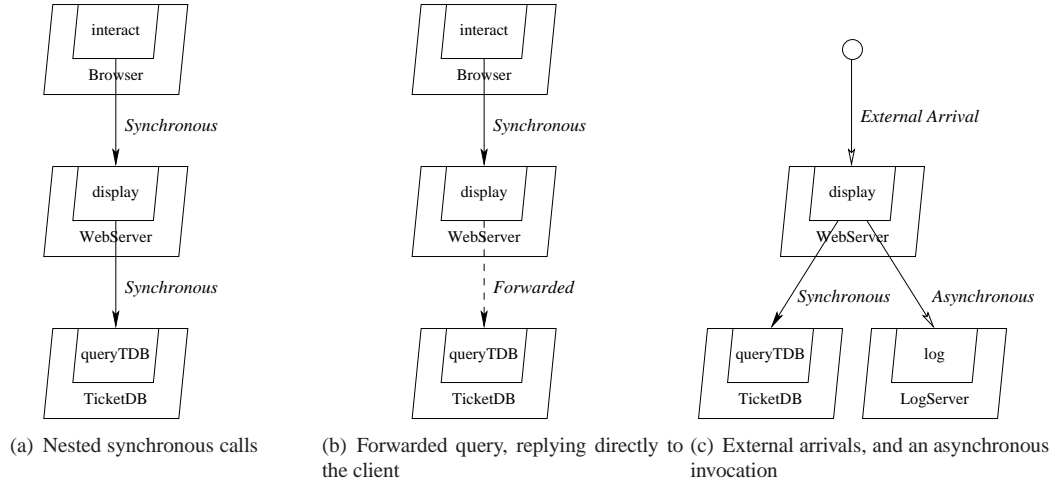 interact
Browser
Synchronous
display
WebServer
Synchronous
queryTDB
TicketDB
(a) Nested synchronous calls
interact
Browser
Synchronous
display
WebServer
Forwarded
queryTDB
TicketDB
(b) Forwarded query, replying directly to
the client
External Arrival
display
WebServer
Synchronous
Asynchronous
queryTDB
TicketDB
log
LogServer
(c) External arrivals, and an asynchronous
invocation